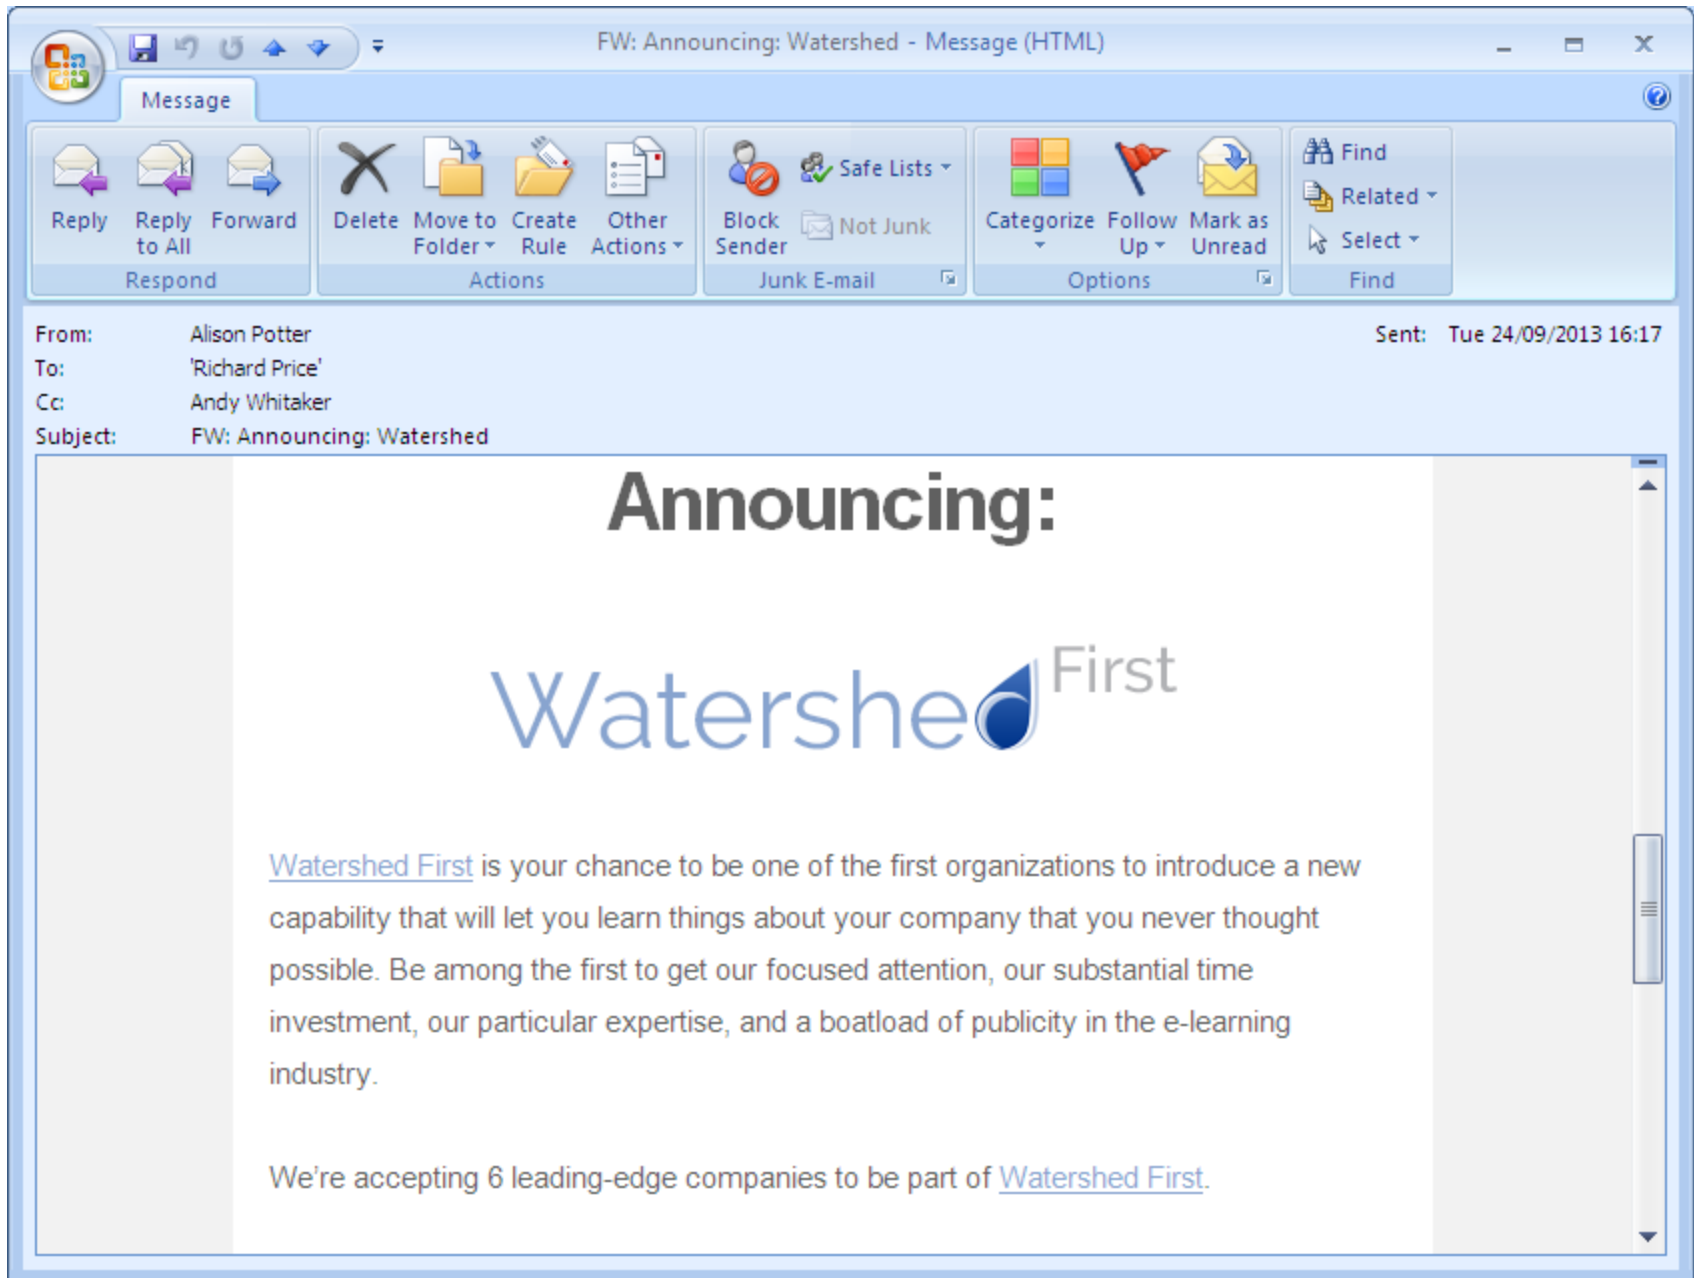 FW: Announcing: Watershed - Message (HTML)
Message
Reply
Reply to All
Forward
Respond
Delete
Move to Folder
Create Rule
Other Actions
Actions
Block Sender
Safe Lists
Not Junk
Junk E-mail
Categorize
Follow Up
Mark as Unread
Options
Find
Related
Select
Find
From: Alison Potter
Sent: Tue 24/09/2013 16:17
To: 'Richard Price'
Cc: Andy Whitaker
Subject: FW: Announcing: Watershed
Announcing:
Watershed First
Watershed First is your chance to be one of the first organizations to introduce a new
capability that will let you learn things about your company that you never thought
possible. Be among the first to get our focused attention, our substantial time
investment, our particular expertise, and a boatload of publicity in the e-learning
industry.
We're accepting 6 leading-edge companies to be part of Watershed First.